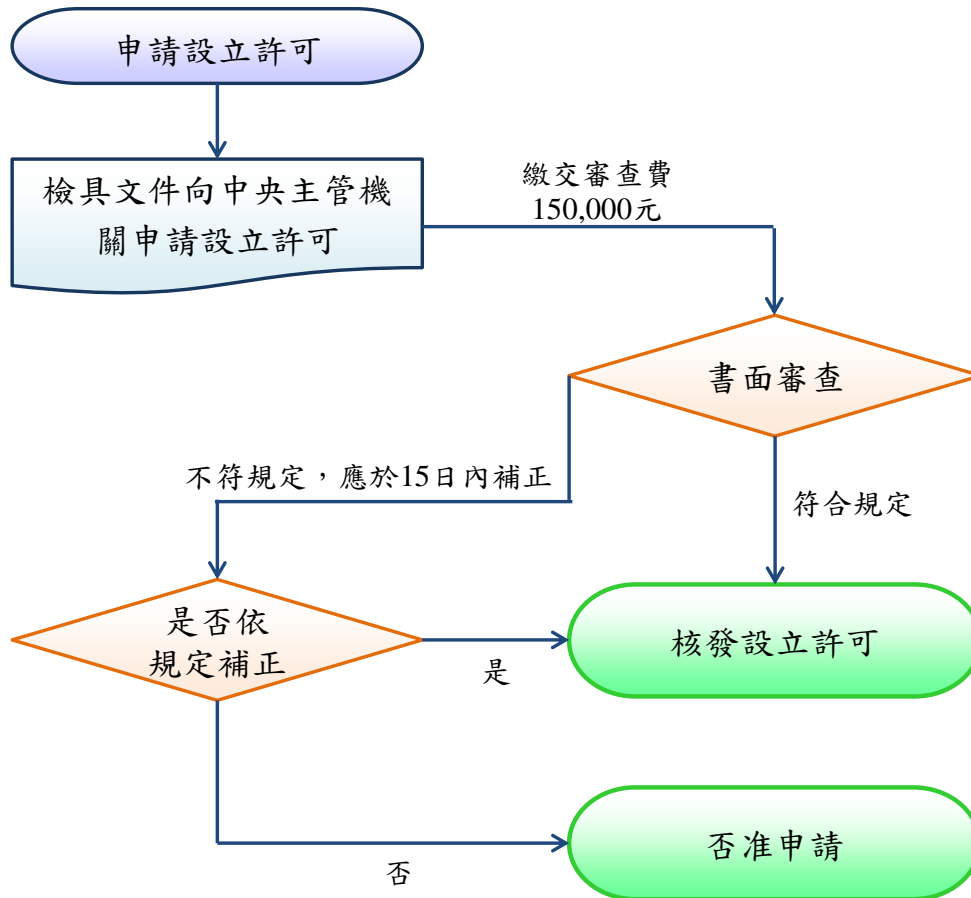 申請設立許可
檢具文件向中央主管機
關申請設立許可
繳交審查費
150,000元
書面審查
不符規定，應於15日內補正
符合規定
是否依
規定補正
是
核發設立許可
否
否准申請